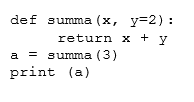 def summa(x, y=2):
    return x + y
a = summa(3)
print (a)